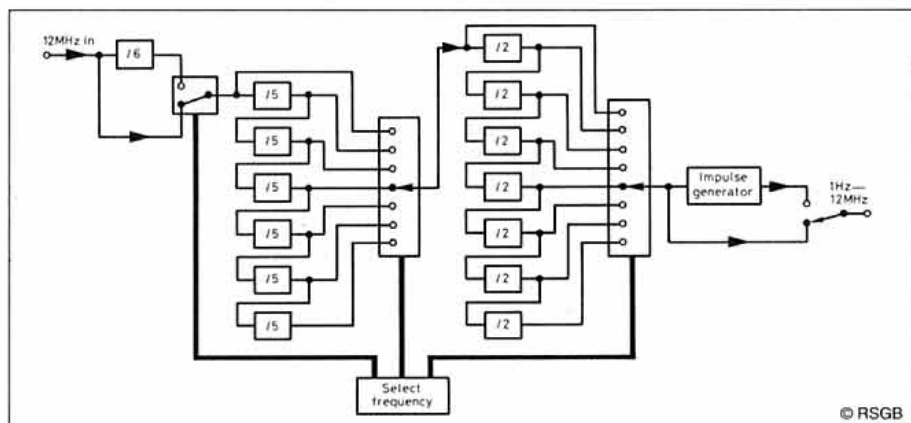 12MHz in
/6
/5
/5
/5
/5
/5
/5
/2
/2
/2
/2
/2
/2
/2
Impulse
generator
1Hz—
12MHz
Select
frequency
© RSGB